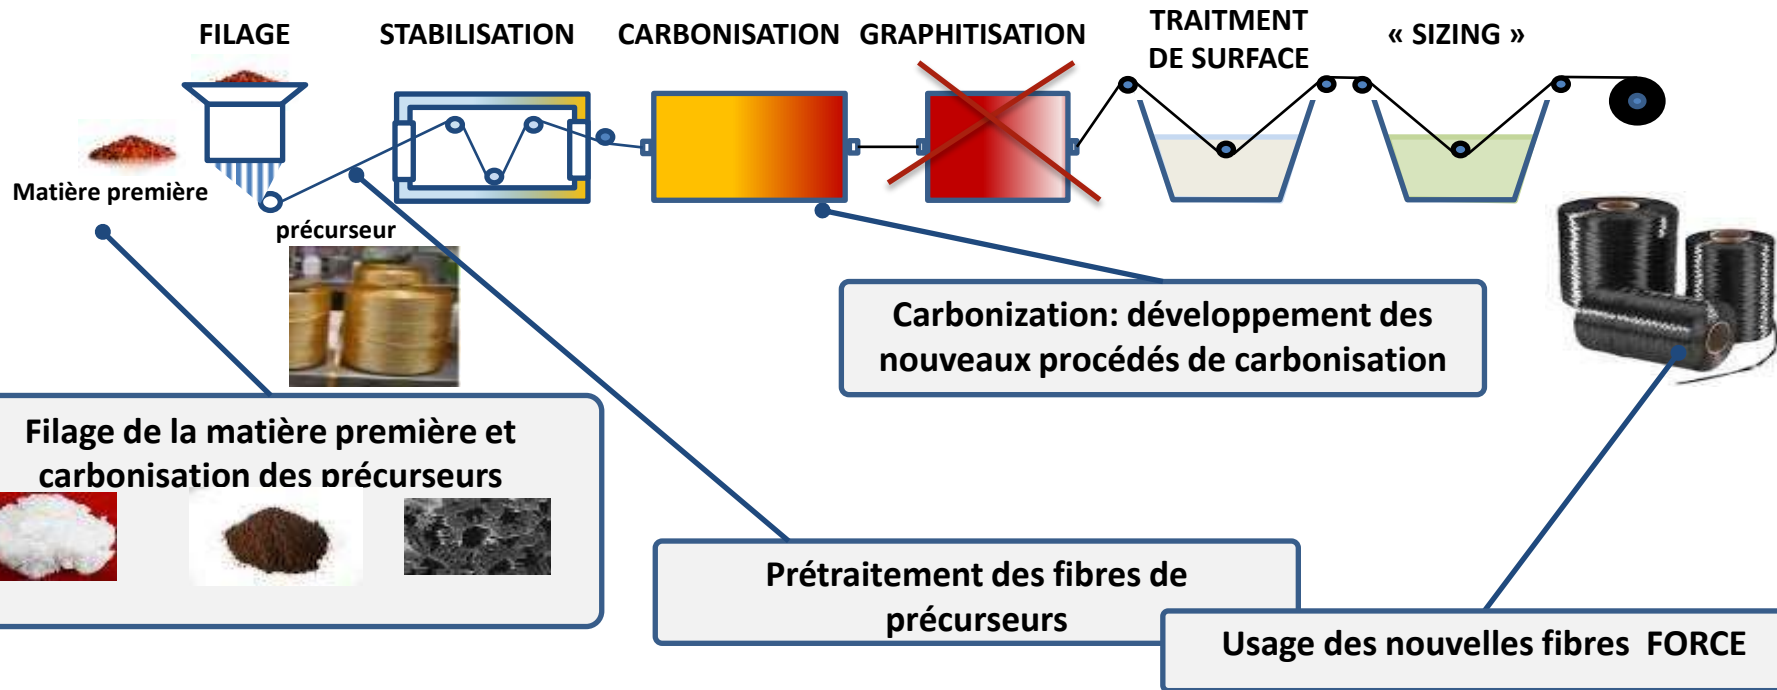 FILAGE
STABILISATION
CARBONISATION
GRAPHITISATION
TRAITMENT
DE SURFACE
« SIZING »
Matière première
précurseur
Carbonization: développement des
nouveaux procédés de carbonisation
Filage de la matière première et
carbonisation des précurseurs
Prétraitement des fibres de
précurseurs
Usage des nouvelles fibres FORCE